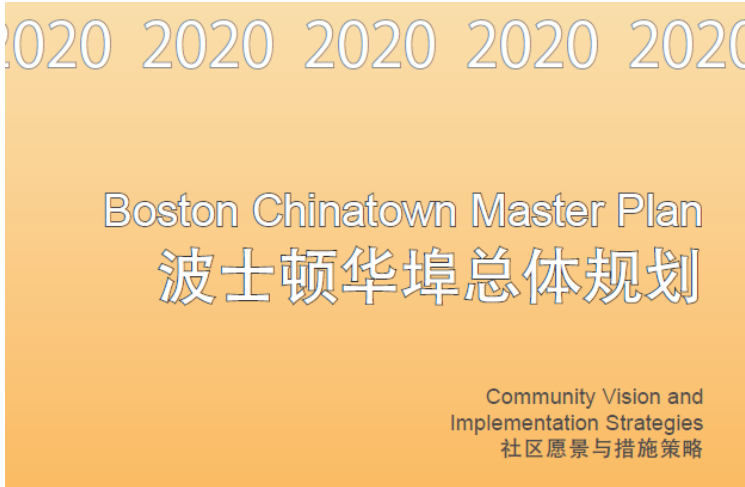 2020 2020 2020 2020 2020
Boston Chinatown Master Plan
波士顿华埠总体规划
Community Vision and
Implementation Strategies
社区愿景与措施策略